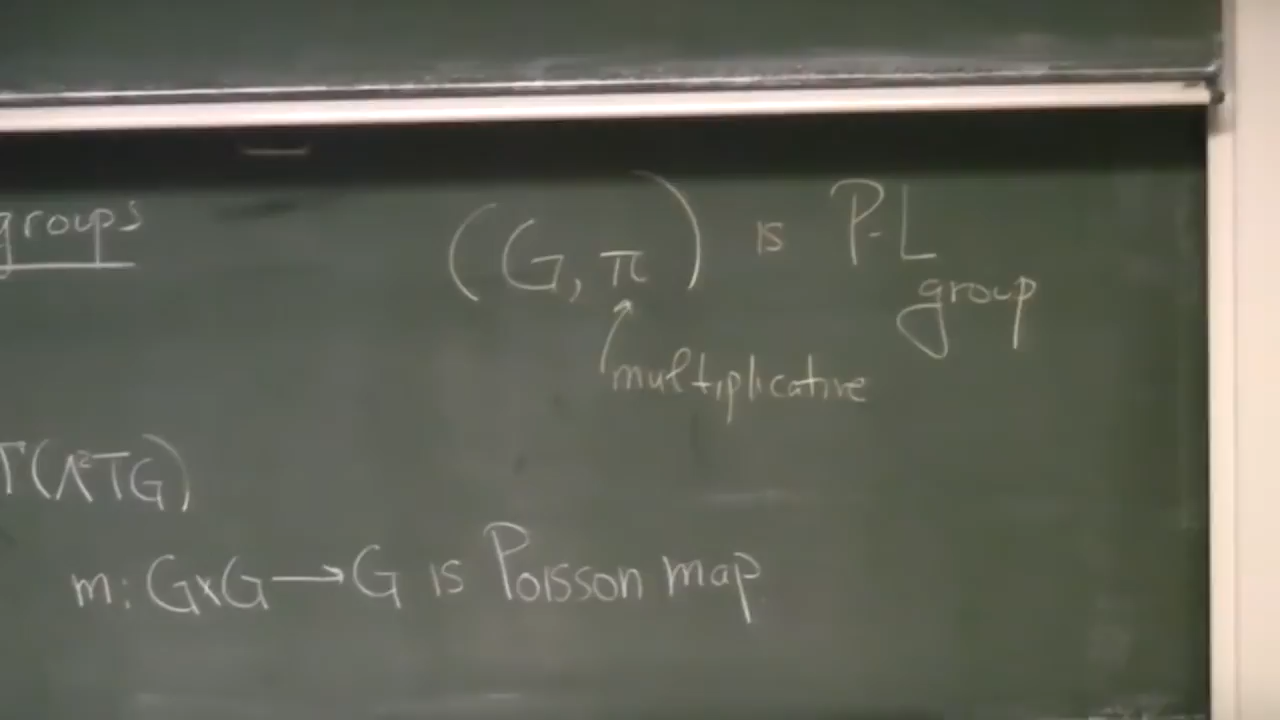 groups
(G, π) is P-L
group
multiplicative
Γ(Λ²TG)
m: G×G → G is Poisson map